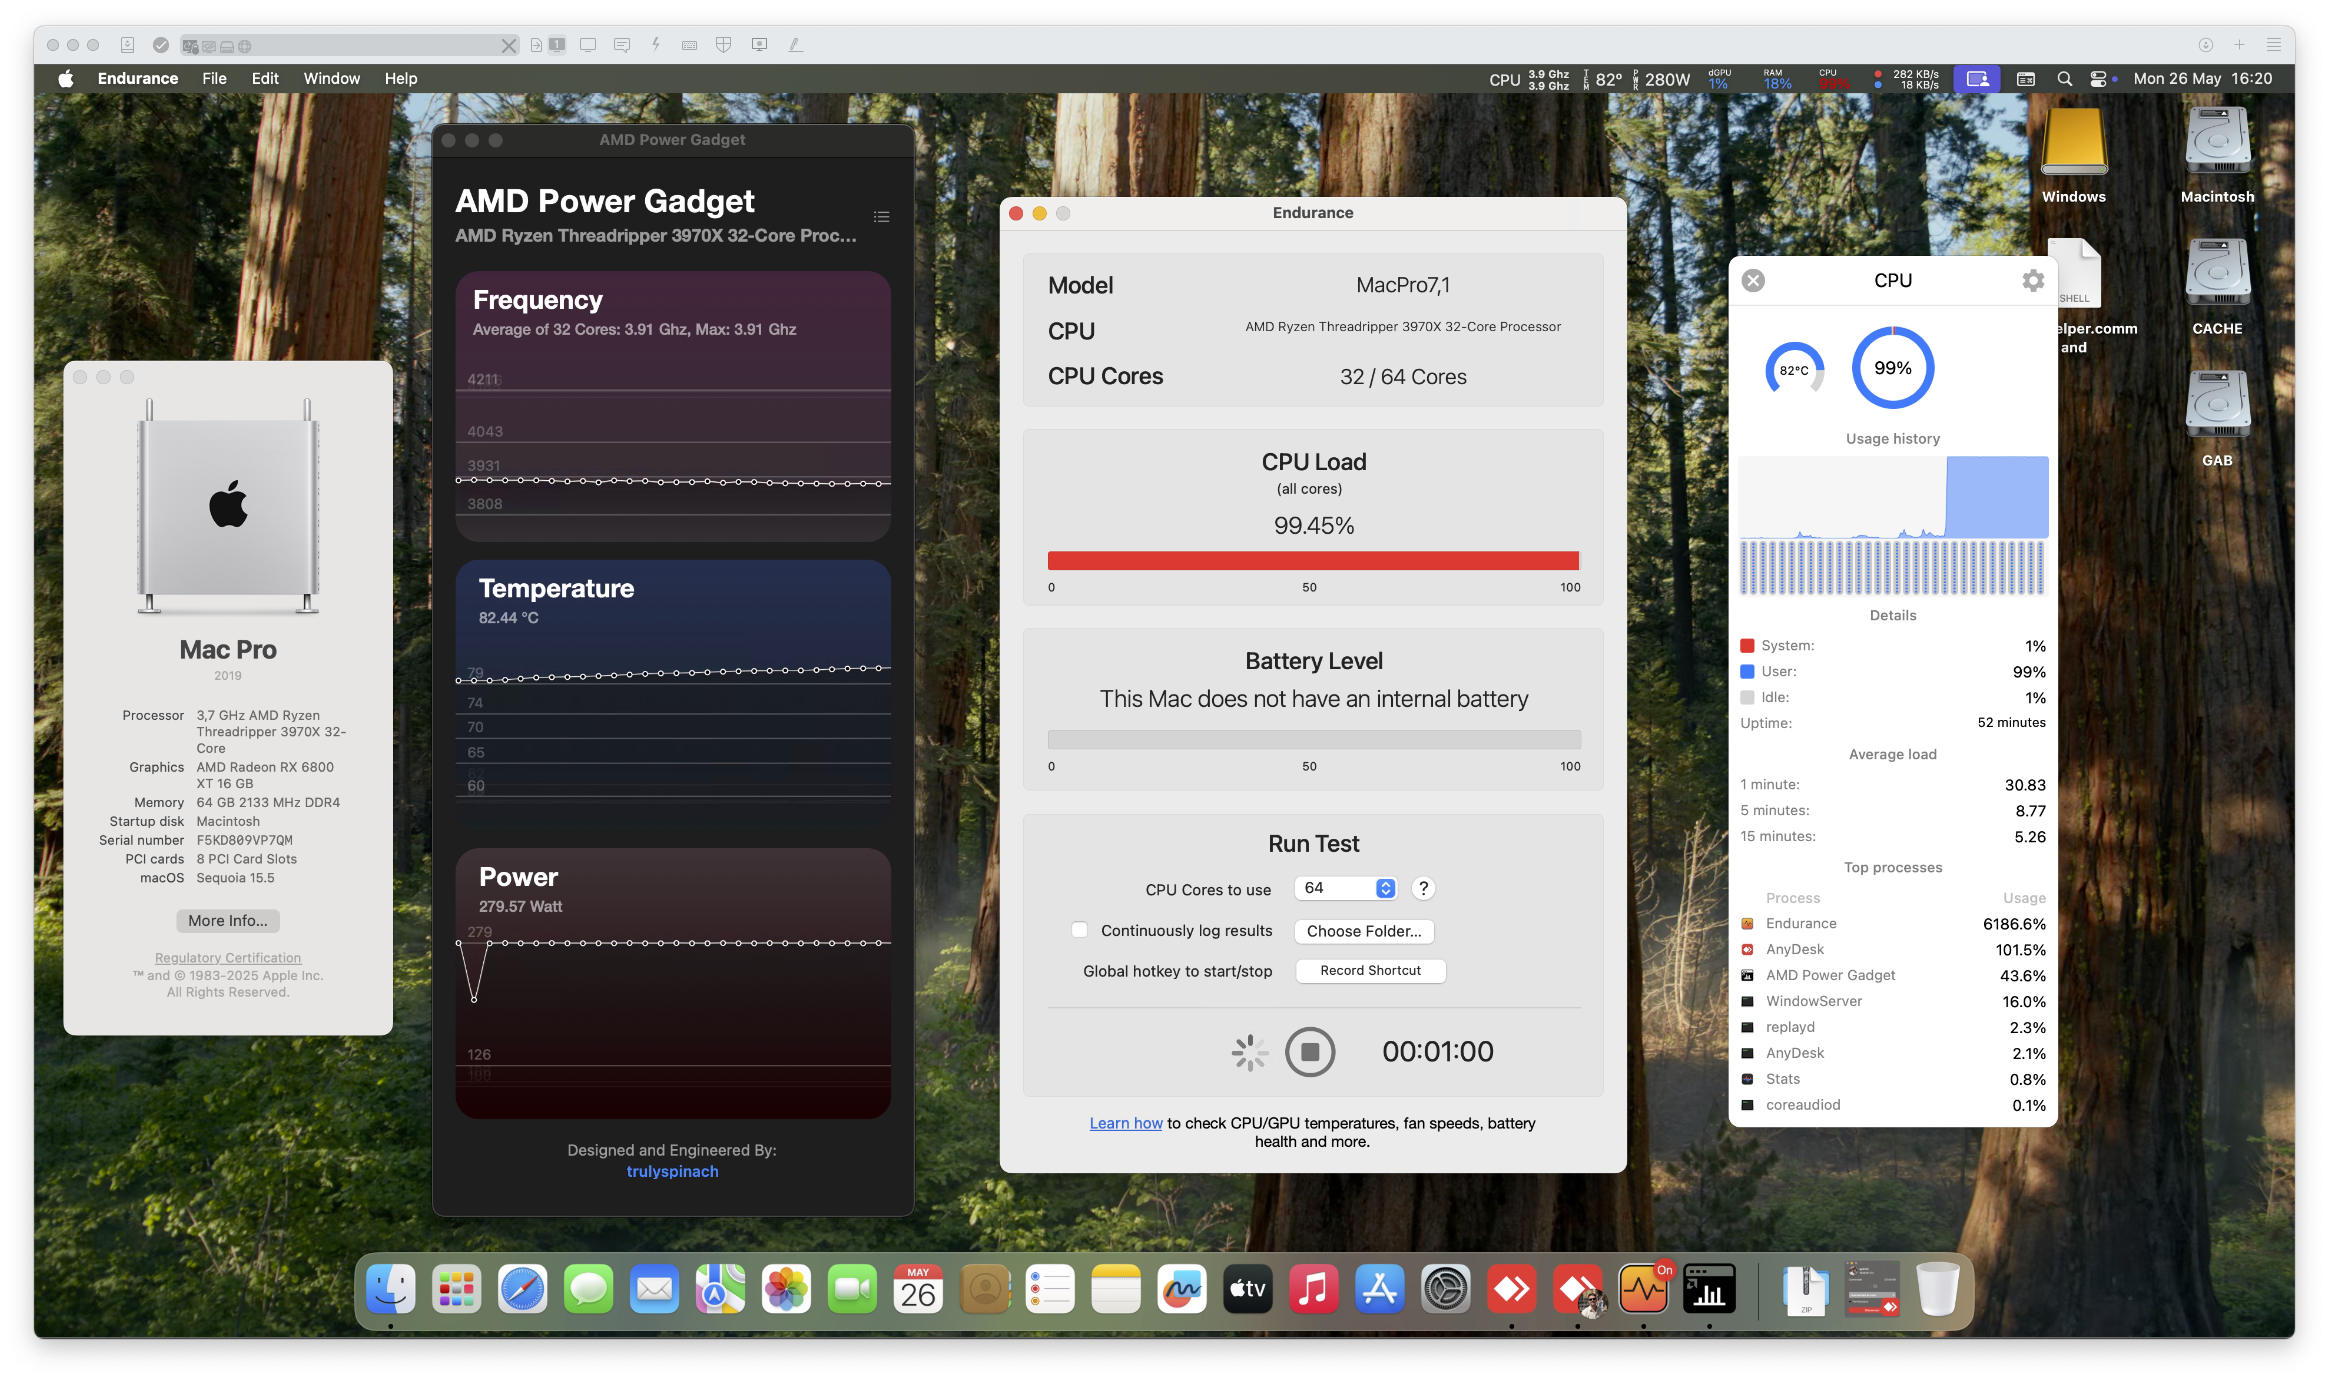 1
Endurance File Edit Window Help
CPU 3.9 Ghz 3.9 Ghz TEM 82° PWR 280W dGPU 1% RAM 18% CPU 99% 282 KB/s 18 KB/s Mon 26 May 16:20
Windows
Macintosh
SHELL
elper.comm
and
CACHE
GAB
Mac Pro
2019
Processor 3,7 GHz AMD Ryzen
Threadripper 3970X 32-
Core
Graphics AMD Radeon RX 6800
XT 16 GB
Memory 64 GB 2133 MHz DDR4
Startup disk Macintosh
Serial number F5KD809VP7QM
PCI cards 8 PCI Card Slots
macOS Sequoia 15.5
More Info...
Regulatory Certification
™ and © 1983-2025 Apple Inc.
All Rights Reserved.
AMD Power Gadget
AMD Power Gadget
AMD Ryzen Threadripper 3970X 32-Core Proc...
Frequency
Average of 32 Cores: 3.91 Ghz, Max: 3.91 Ghz
4211
4043
3931
3808
Temperature
82.44 °C
79
74
70
65
60
Power
279.57 Watt
279
126
Designed and Engineered By:
trulyspinach
Endurance
Model MacPro7,1
CPU AMD Ryzen Threadripper 3970X 32-Core Processor
CPU Cores 32 / 64 Cores
CPU Load
(all cores)
99.45%
0 50 100
Battery Level
This Mac does not have an internal battery
0 50 100
Run Test
CPU Cores to use 64 ?
Continuously log results Choose Folder...
Global hotkey to start/stop Record Shortcut
00:01:00
Learn how to check CPU/GPU temperatures, fan speeds, battery
health and more.
CPU
82°C
99%
Usage history
Details
System: 1%
User: 99%
Idle: 1%
Uptime: 52 minutes
Average load
1 minute: 30.83
5 minutes: 8.77
15 minutes: 5.26
Top processes
Process Usage
Endurance 6186.6%
AnyDesk 101.5%
AMD Power Gadget 43.6%
WindowServer 16.0%
replayd 2.3%
AnyDesk 2.1%
Stats 0.8%
coreaudiod 0.1%
MAY
26
tv
On
ZIP